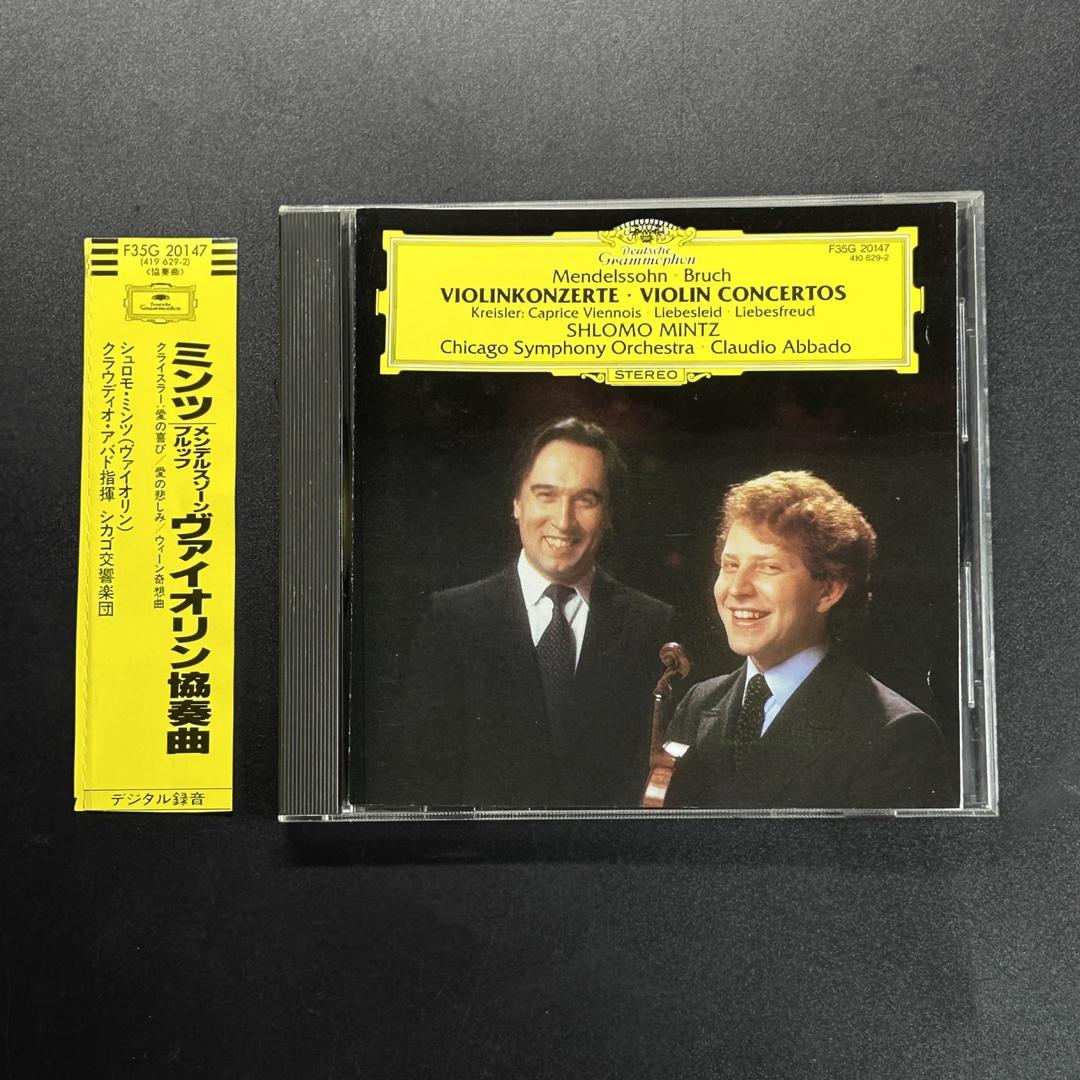 F35G 20147
(419 629-2)
〈協奏曲〉
Deutsche
Grammophon
ミンツ/メンデルスゾーン
ブルッフ
ヴァイオリン協奏曲
クライスラー:愛の喜び/愛の悲しみ/ウィーン奇想曲
シュロモ・ミンツ(ヴァイオリン)
クラウディオ・アバド指揮 シカゴ交響楽団
デジタル録音
Deutsche
Grammophon
F35G 20147
410 629-2
Mendelssohn · Bruch
VIOLINKONZERTE · VIOLIN CONCERTOS
Kreisler: Caprice Viennois · Liebesleid · Liebesfreud
SHLOMO MINTZ
Chicago Symphony Orchestra · Claudio Abbado
STEREO